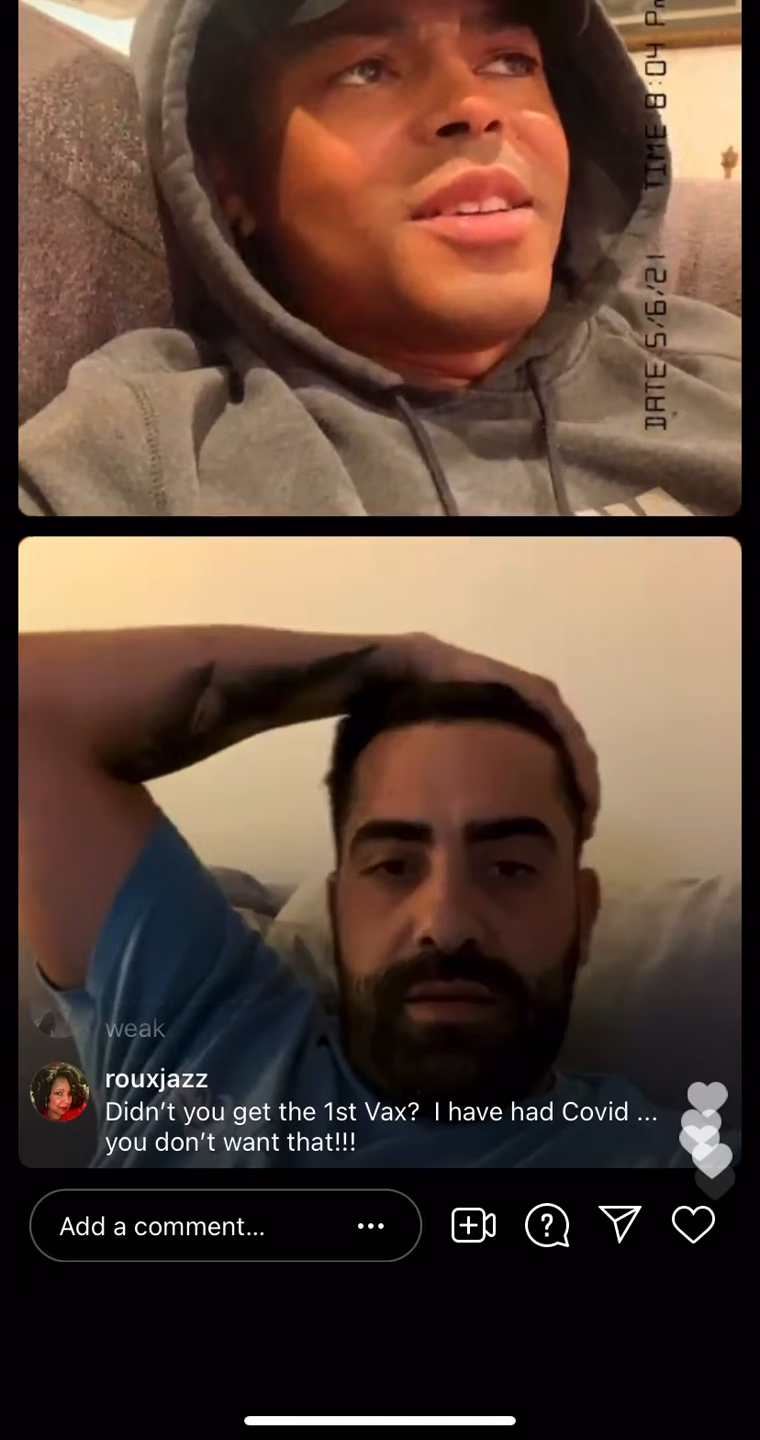 DATE 5/6/21 TIME 8:04
weak
rouxjazz
Didn't you get the 1st Vax? I have had Covid ...
you don't want that!!!
Add a comment...